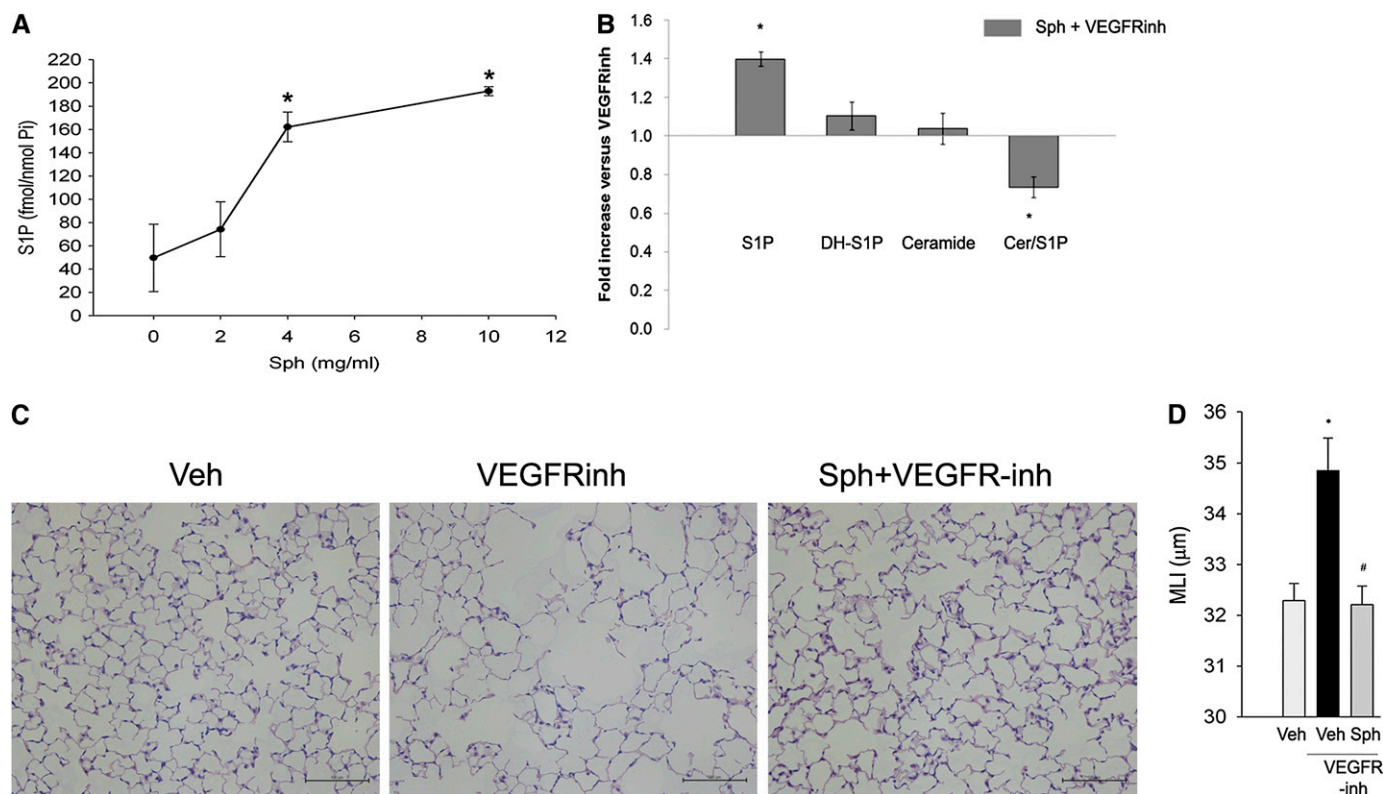 A
S1P (fmol/nmol Pi)
220
200
180
160
140
120
100
80
60
40
20
0
*
*
0 2 4 6 8 10 12
Sph (mg/ml)
B
Fold increase versus VEGFRinh
1.6
1.4
1.2
1.0
0.8
0.6
0.4
0.2
0.0
Sph + VEGFRinh
*
*
S1P DH-S1P Ceramide Cer/S1P
C
Veh VEGFRinh Sph+VEGFR-inh
D
MLI (µm)
36
35
34
33
32
31
30
*
#
Veh Veh Sph
VEGFR
-inh